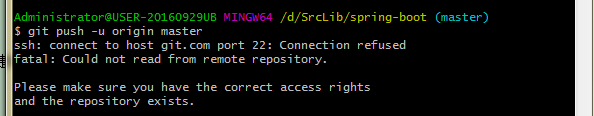 Administrator@USER-20160929UB MINGW64 /d/SrcLib/spring-boot (master)
$ git push -u origin master
ssh: connect to host git.com port 22: Connection refused
fatal: Could not read from remote repository.
Please make sure you have the correct access rights
and the repository exists.